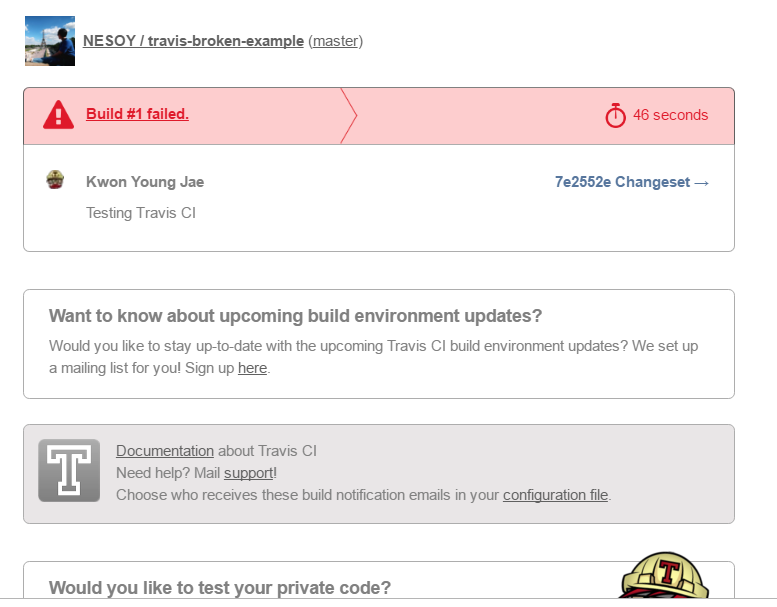 NESOY / travis-broken-example (master)
Build #1 failed.
46 seconds
Kwon Young Jae
7e2552e Changeset →
Testing Travis CI
Want to know about upcoming build environment updates?
Would you like to stay up-to-date with the upcoming Travis CI build environment updates? We set up
a mailing list for you! Sign up here.
T
Documentation about Travis CI
Need help? Mail support!
Choose who receives these build notification emails in your configuration file.
Would you like to test your private code?
T